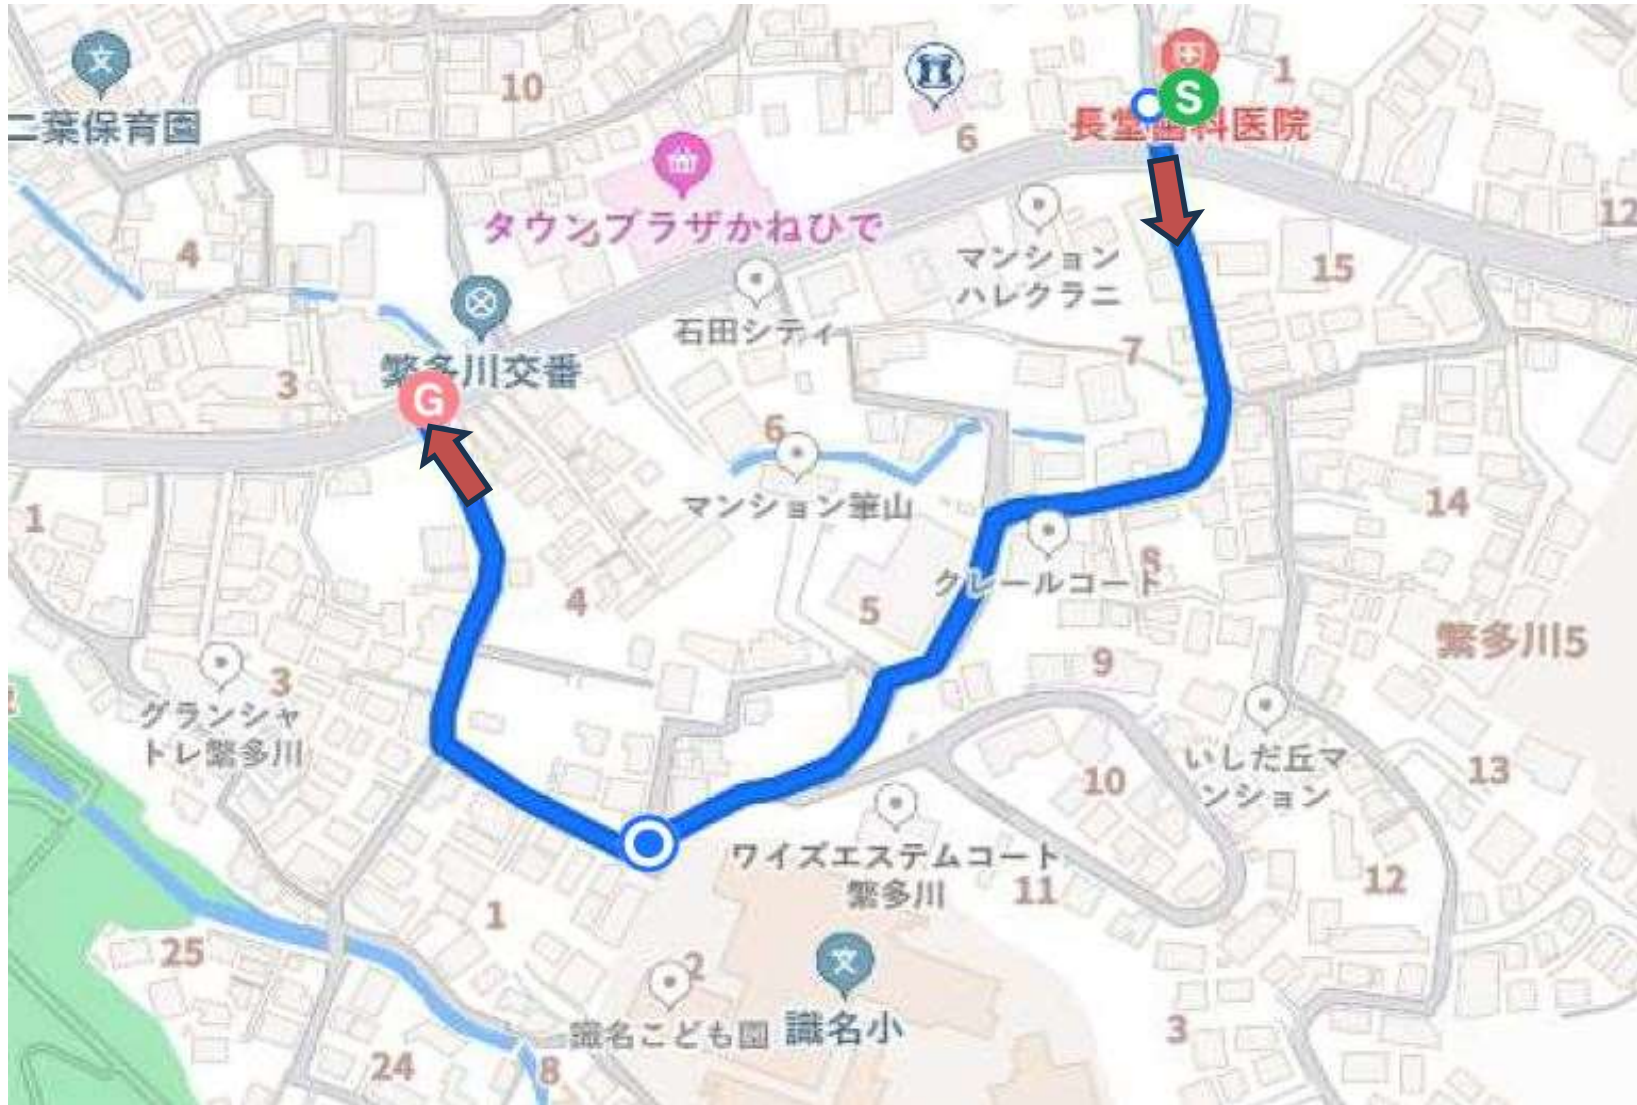 10
1
S
二葉保育園
6
長堂歯科医院
タウンプラザかねひで
12
4
マンション
ハレクラニ
15
石田シティ
7
繁多川交番
3
G
6
マンション筆山
14
1
クレールコート
8
4
5
繁多川5
9
3
グランシャ
トレ繁多川
いしだ丘マ
ンション
10
13
ワイズエステムコート
繁多川
11
12
1
25
2
識名こども園
識名小
3
24
8